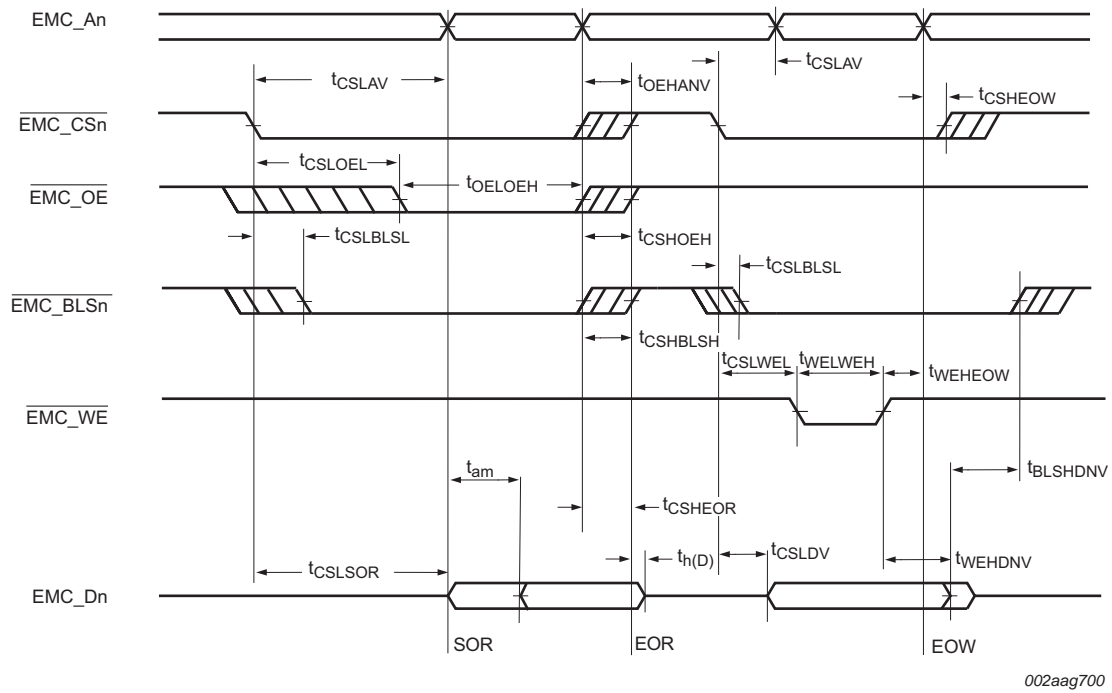 EMC_An
tCSLAV
tOEHANV
tCSLAV
tCSHEOW
EMC_CSn
tCSLOEL
tOELOEH
EMC_OE
tCSLBLSL
tCSHOEH
tCSLBLSL
EMC_BLSn
tCSHBLSH
tCSLWEL
tWELWEH
tWEHEOW
EMC_WE
tam
tBLSHDNV
tCSHEOR
tCSLSOR
th(D)
tCSLDV
tWEHDNV
EMC_Dn
SOR
EOR
EOW
002aag700